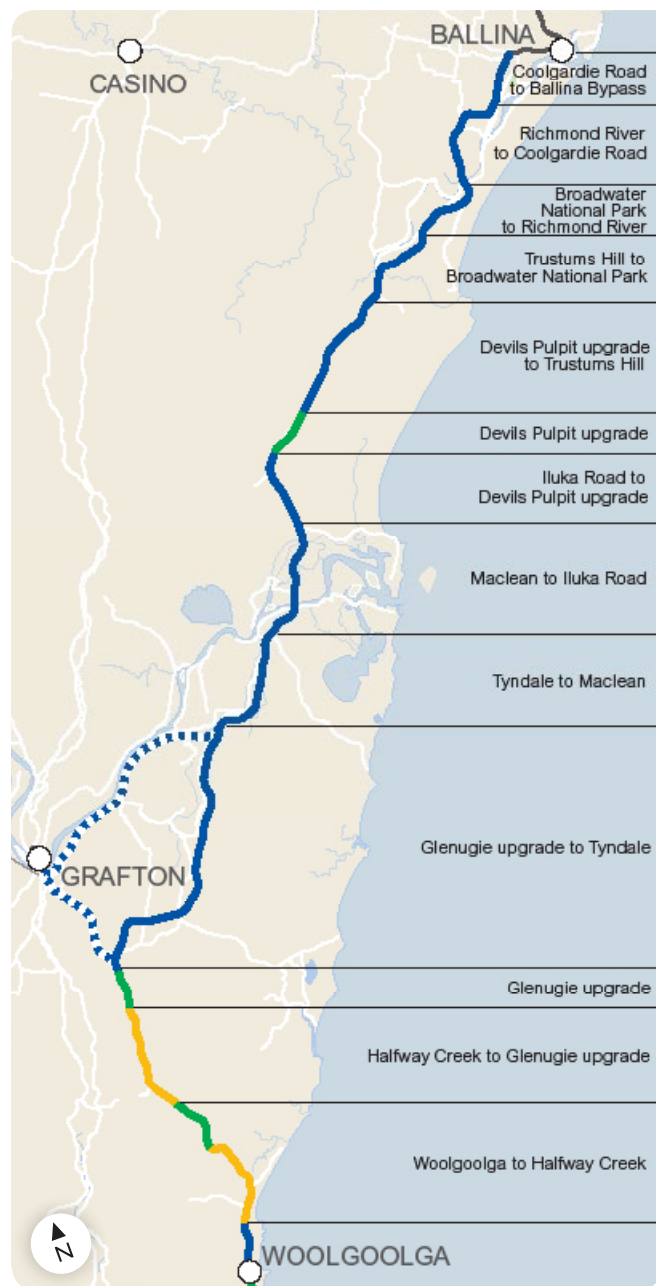 BALLINA
CASINO
Coolgardie Road
to Ballina Bypass
Richmond River
to Coolgardie Road
Broadwater
National Park
to Richmond River
Trustums Hill to
Broadwater National Park
Devils Pulpit upgrade
to Trustums Hill
Devils Pulpit upgrade
Iluka Road to
Devils Pulpit upgrade
Maclean to Iluka Road
Tyndale to Maclean
Glenugie upgrade to Tyndale
GRAFTON
Glenugie upgrade
Halfway Creek to Glenugie upgrade
Woolgoolga to Halfway Creek
N
WOOLGOOLGA